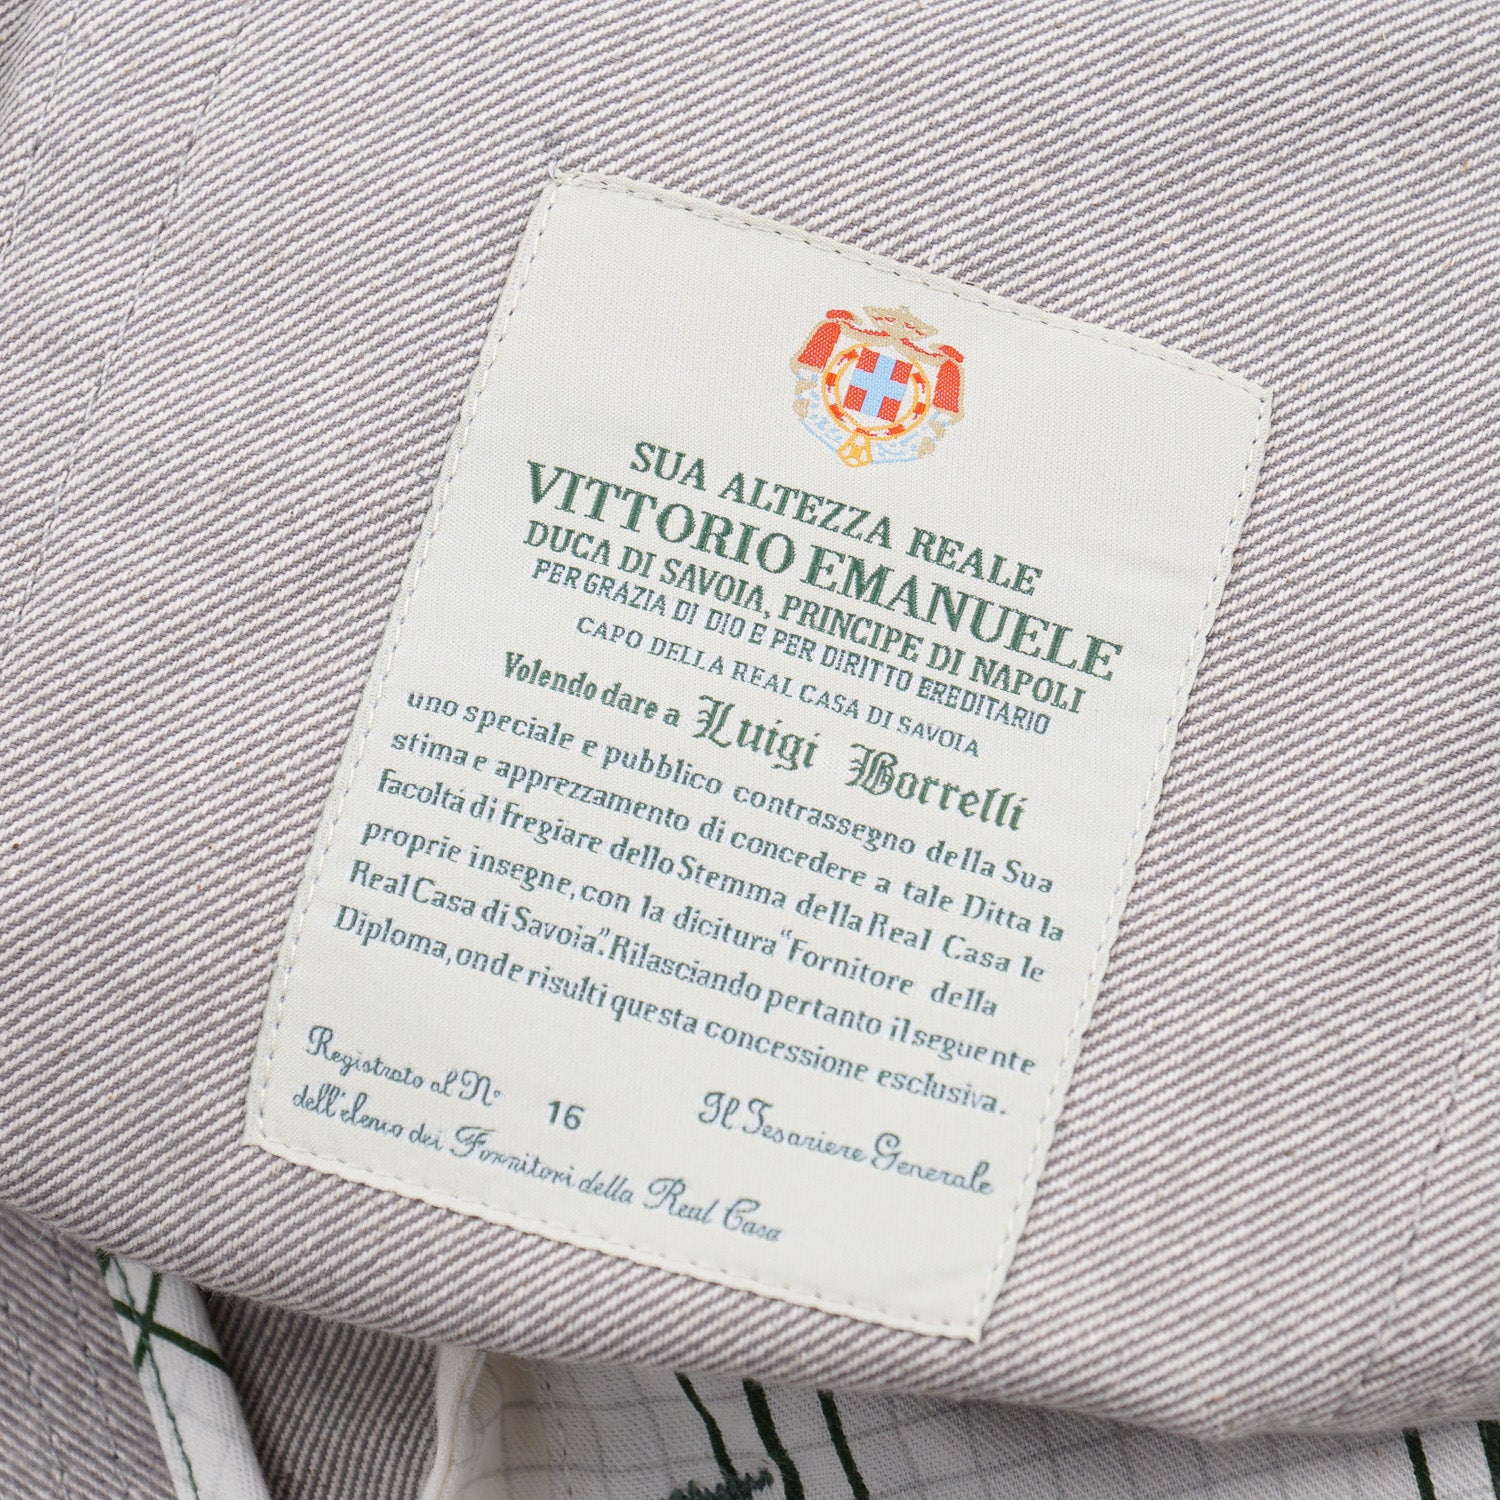 SUA ALTEZZA REALE
VITTORIO EMANUELE
DUCA DI SAVOIA, PRINCIPE DI NAPOLI
PER GRAZIA DI DIO E PER DIRITTO EREDITARIO
CAPO DELLA REAL CASA DI SAVOIA
Volendo dare a Luigi Borrelli
uno speciale e pubblico contrassegno della Sua
stima e apprezzamento di concedere a tale Ditta la
facoltá di fregiare dello Stemma della Real Casa le
proprie insegne, con la dicitura "Fornitore della
Real Casa di Savoia". Rilasciando pertanto il seguente
Diploma, onde risulti questa concessione esclusiva.
Registrato al N° 16 Il Tesoriere Generale
dell'elenco dei Fornitori della Real Casa